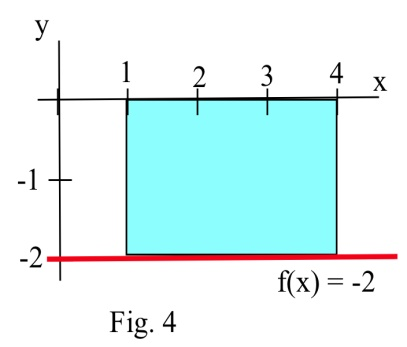 y
1 2 3 4 x
-1
-2
f(x) = -2
Fig. 4